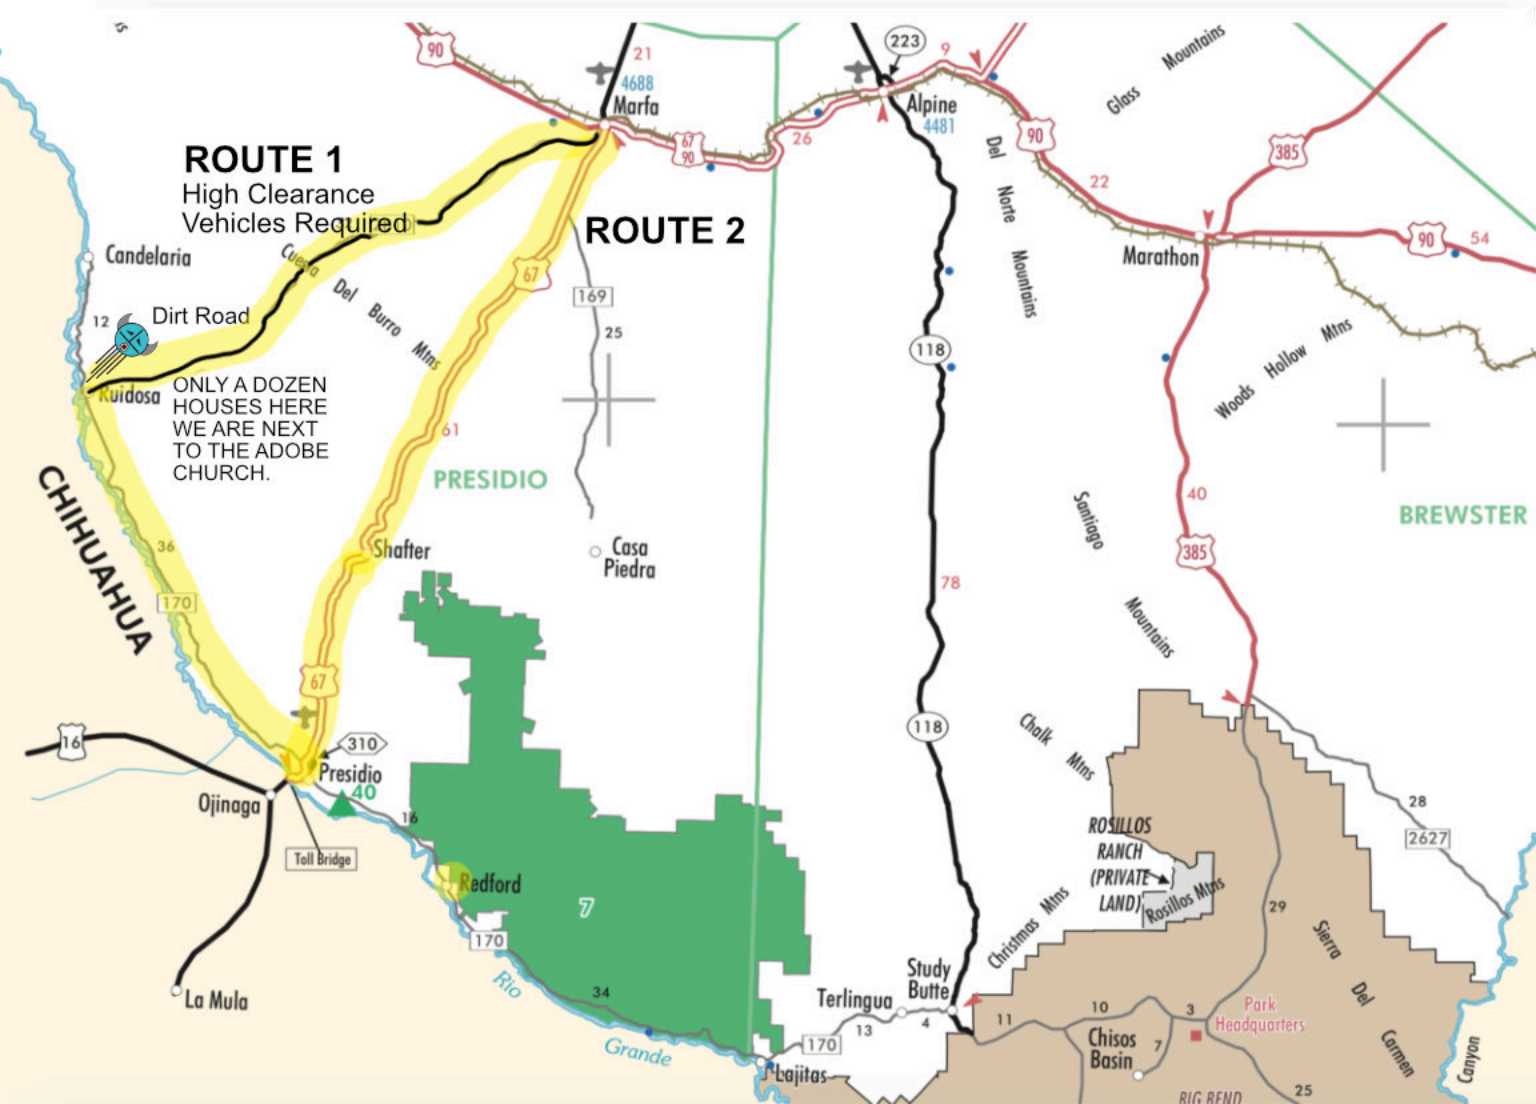 s
90
21
4688
Marfa
223
9
Alpine
4481
Glass Mountains
67
90
26
90
385
22
Del Norte Mountains
ROUTE 1
High Clearance
Vehicles Required
ROUTE 2
Candelaria
Cuesta Del Burro Mtns
67
169
25
Marathon
90
54
12
Dirt Road
118
Woods Hollow Mtns
Ruidosa
ONLY A DOZEN
HOUSES HERE
WE ARE NEXT
TO THE ADOBE
CHURCH.
61
PRESIDIO
CHIHUAHUA
40
Santiago Mountains
BREWSTER
36
Shafter
Casa
Piedra
385
78
170
67
118
Chalk Mtns
16
310
Presidio
40
Ojinaga
16
28
2627
Toll Bridge
ROSILLOS
RANCH
(PRIVATE
LAND)
Rosillos Mtns
Redford
7
29
170
Christmas Mtns
Sierra Del Carmen
Rio Grande
La Mula
34
Study
Butte
Terlingua
13
4
11
10
3
Park
Headquarters
170
Chisos
Basin
7
Canyon
Lajitas
25
BIG BEND